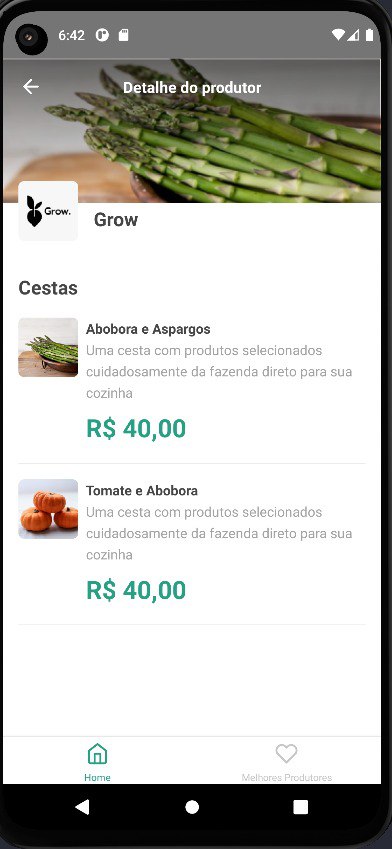 6:42
Detalhe do produtor
Grow.
Grow
Cestas
Abobora e Aspargos
Uma cesta com produtos selecionados
cuidadosamente da fazenda direto para sua
cozinha
R$ 40,00
Tomate e Abobora
Uma cesta com produtos selecionados
cuidadosamente da fazenda direto para sua
cozinha
R$ 40,00
Home
Melhores Produtores